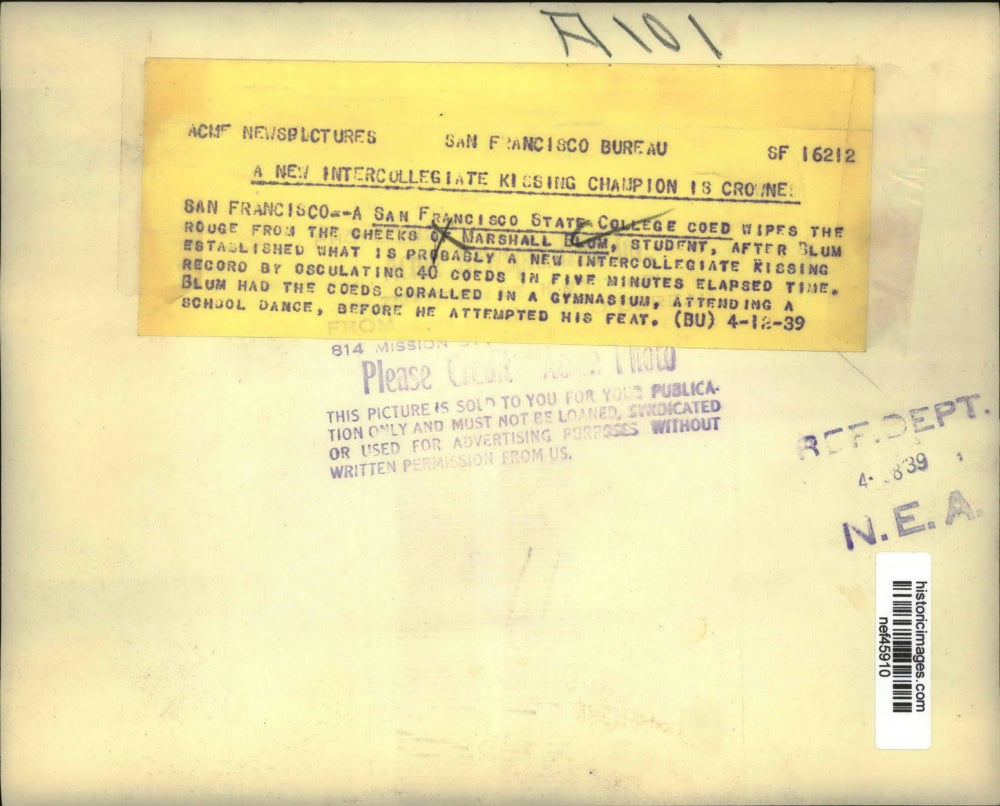 A101
ACME NEWSPICTURES SAN FRANCISCO BUREAU SF 16212
A NEW INTERCOLLEGIATE KISSING CHAMPION IS CROWNED
SAN FRANCISCO--A SAN FRANCISCO STATE COLLEGE COED WIPES THE
ROUGE FROM THE CHEEKS OF MARSHALL BLUM, STUDENT, AFTER BLUM
ESTABLISHED WHAT IS PROBABLY A NEW INTERCOLLEGIATE KISSING
RECORD BY OSCULATING 40 COEDS IN FIVE MINUTES ELAPSED TIME.
BLUM HAD THE COEDS CORALLED IN A GYMNASIUM, ATTENDING A
SCHOOL DANCE, BEFORE HE ATTEMPTED HIS FEAT. (BU) 4-12-39
FROM
814 MISSION
Please Credit Acme Photo
THIS PICTURE IS SOLD TO YOU FOR YOUR PUBLICA-
TION ONLY AND MUST NOT BE LOANED, SYNDICATED
OR USED FOR ADVERTISING PURPOSES WITHOUT
WRITTEN PERMISSION FROM US.
REF. DEPT.
N.E.A.
historicimages.com
nef45910